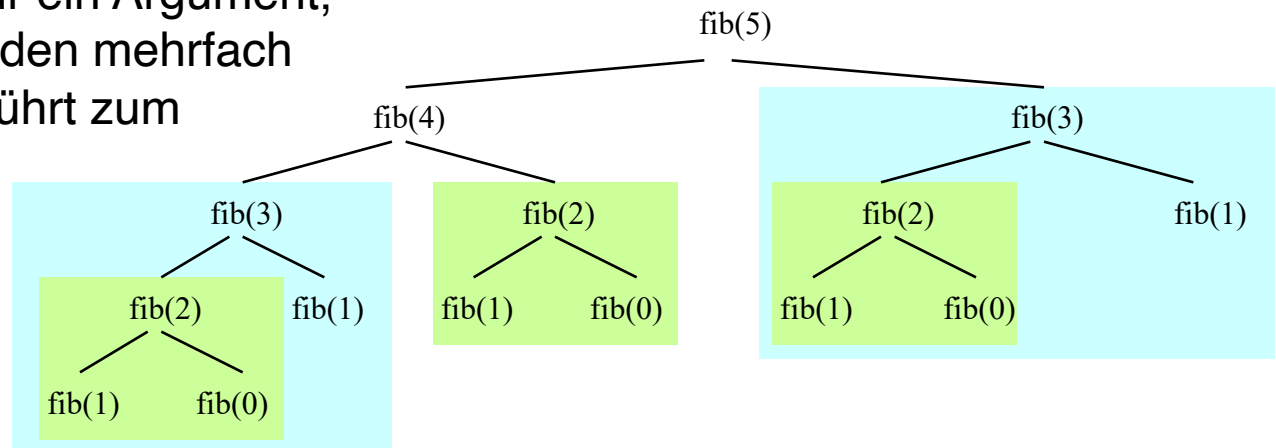 ein Argument,
den mehrfach
ührt zum
fib(5)
fib(4) fib(3)
fib(3) fib(2) fib(2) fib(1)
fib(2) fib(1) fib(1) fib(0) fib(1) fib(0)
fib(1) fib(0)